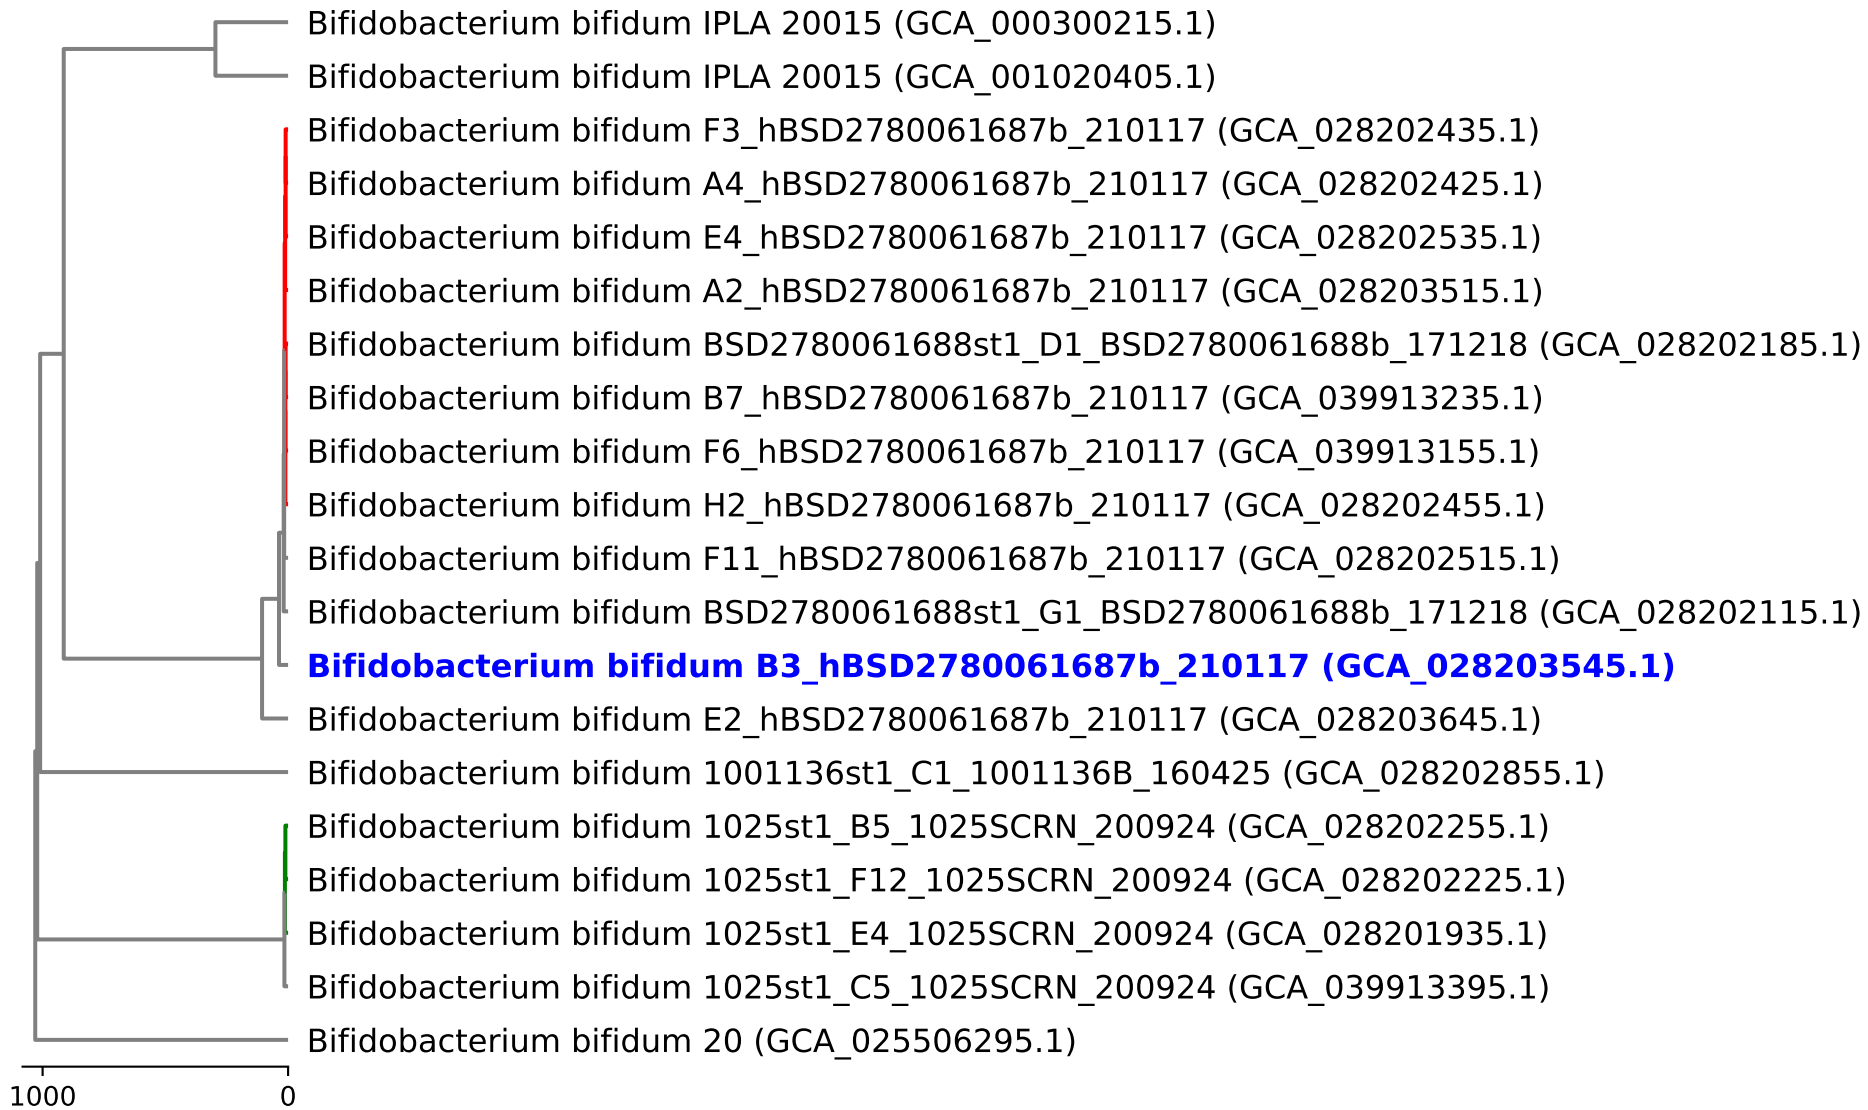 Bifidobacterium bifidum IPLA 20015 (GCA_000300215.1)
Bifidobacterium bifidum IPLA 20015 (GCA_001020405.1)
Bifidobacterium bifidum F3_hBSD2780061687b_210117 (GCA_028202435.1)
Bifidobacterium bifidum A4_hBSD2780061687b_210117 (GCA_028202425.1)
Bifidobacterium bifidum E4_hBSD2780061687b_210117 (GCA_028202535.1)
Bifidobacterium bifidum A2_hBSD2780061687b_210117 (GCA_028203515.1)
Bifidobacterium bifidum BSD2780061688st1_D1_BSD2780061688b_171218 (GCA_028202185.1)
Bifidobacterium bifidum B7_hBSD2780061687b_210117 (GCA_039913235.1)
Bifidobacterium bifidum F6_hBSD2780061687b_210117 (GCA_039913155.1)
Bifidobacterium bifidum H2_hBSD2780061687b_210117 (GCA_028202455.1)
Bifidobacterium bifidum F11_hBSD2780061687b_210117 (GCA_028202515.1)
Bifidobacterium bifidum BSD2780061688st1_G1_BSD2780061688b_171218 (GCA_028202115.1)
Bifidobacterium bifidum B3_hBSD2780061687b_210117 (GCA_028203545.1)
Bifidobacterium bifidum E2_hBSD2780061687b_210117 (GCA_028203645.1)
Bifidobacterium bifidum 1001136st1_C1_1001136B_160425 (GCA_028202855.1)
Bifidobacterium bifidum 1025st1_B5_1025SCRN_200924 (GCA_028202255.1)
Bifidobacterium bifidum 1025st1_F12_1025SCRN_200924 (GCA_028202225.1)
Bifidobacterium bifidum 1025st1_E4_1025SCRN_200924 (GCA_028201935.1)
Bifidobacterium bifidum 1025st1_C5_1025SCRN_200924 (GCA_039913395.1)
Bifidobacterium bifidum 20 (GCA_025506295.1)
1000 0